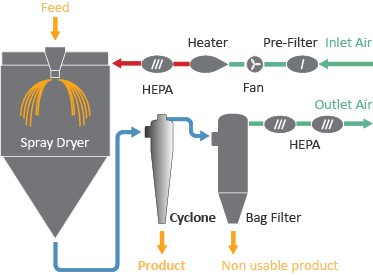 Feed
Heater
Pre-Filter
Inlet Air
HEPA
Fan
Outlet Air
Spray Dryer
HEPA
Cyclone
Bag Filter
Product
Non usable product